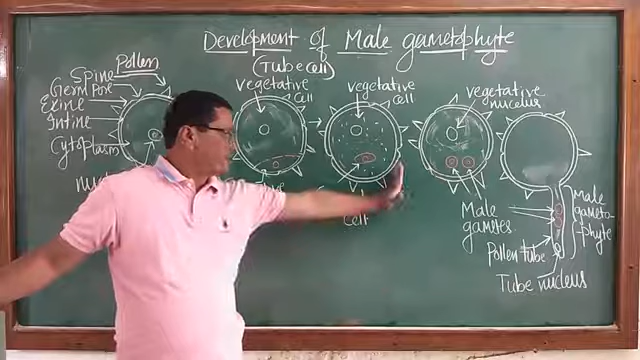 Development of Male gametophyte
(Tube cell)
Pollen
Spine
Germ pore
Exine
Intine
Cytoplasm
vegetative
cell
vegetative
cell
cell
vegetative
nucelus
Male
gametes
Male
gameto-
phyte
Pollen tube
Tube nucleus